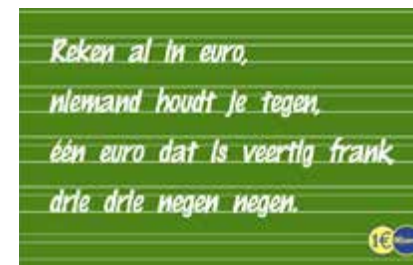 Reken al in euro,
niemand houdt je tegen,
één euro dat is veertig frank
drie drie negen negen.
1€